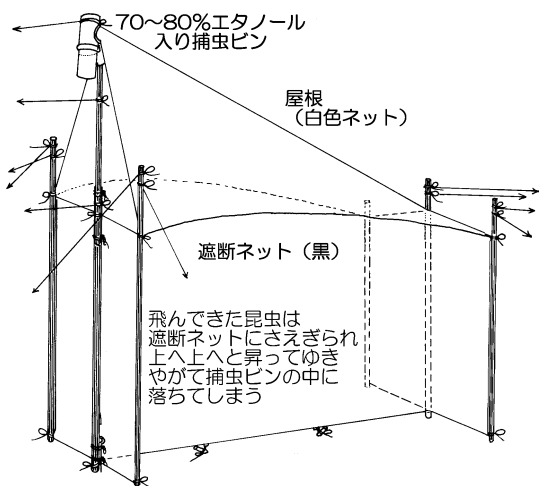 70～80%エタノール
入り捕虫ビン
屋根
（白色ネット）
遮断ネット（黒）
飛んできた昆虫は
遮断ネットにさえぎられ
上へ上へと昇ってゆき
やがて捕虫ビンの中に
落ちてしまう